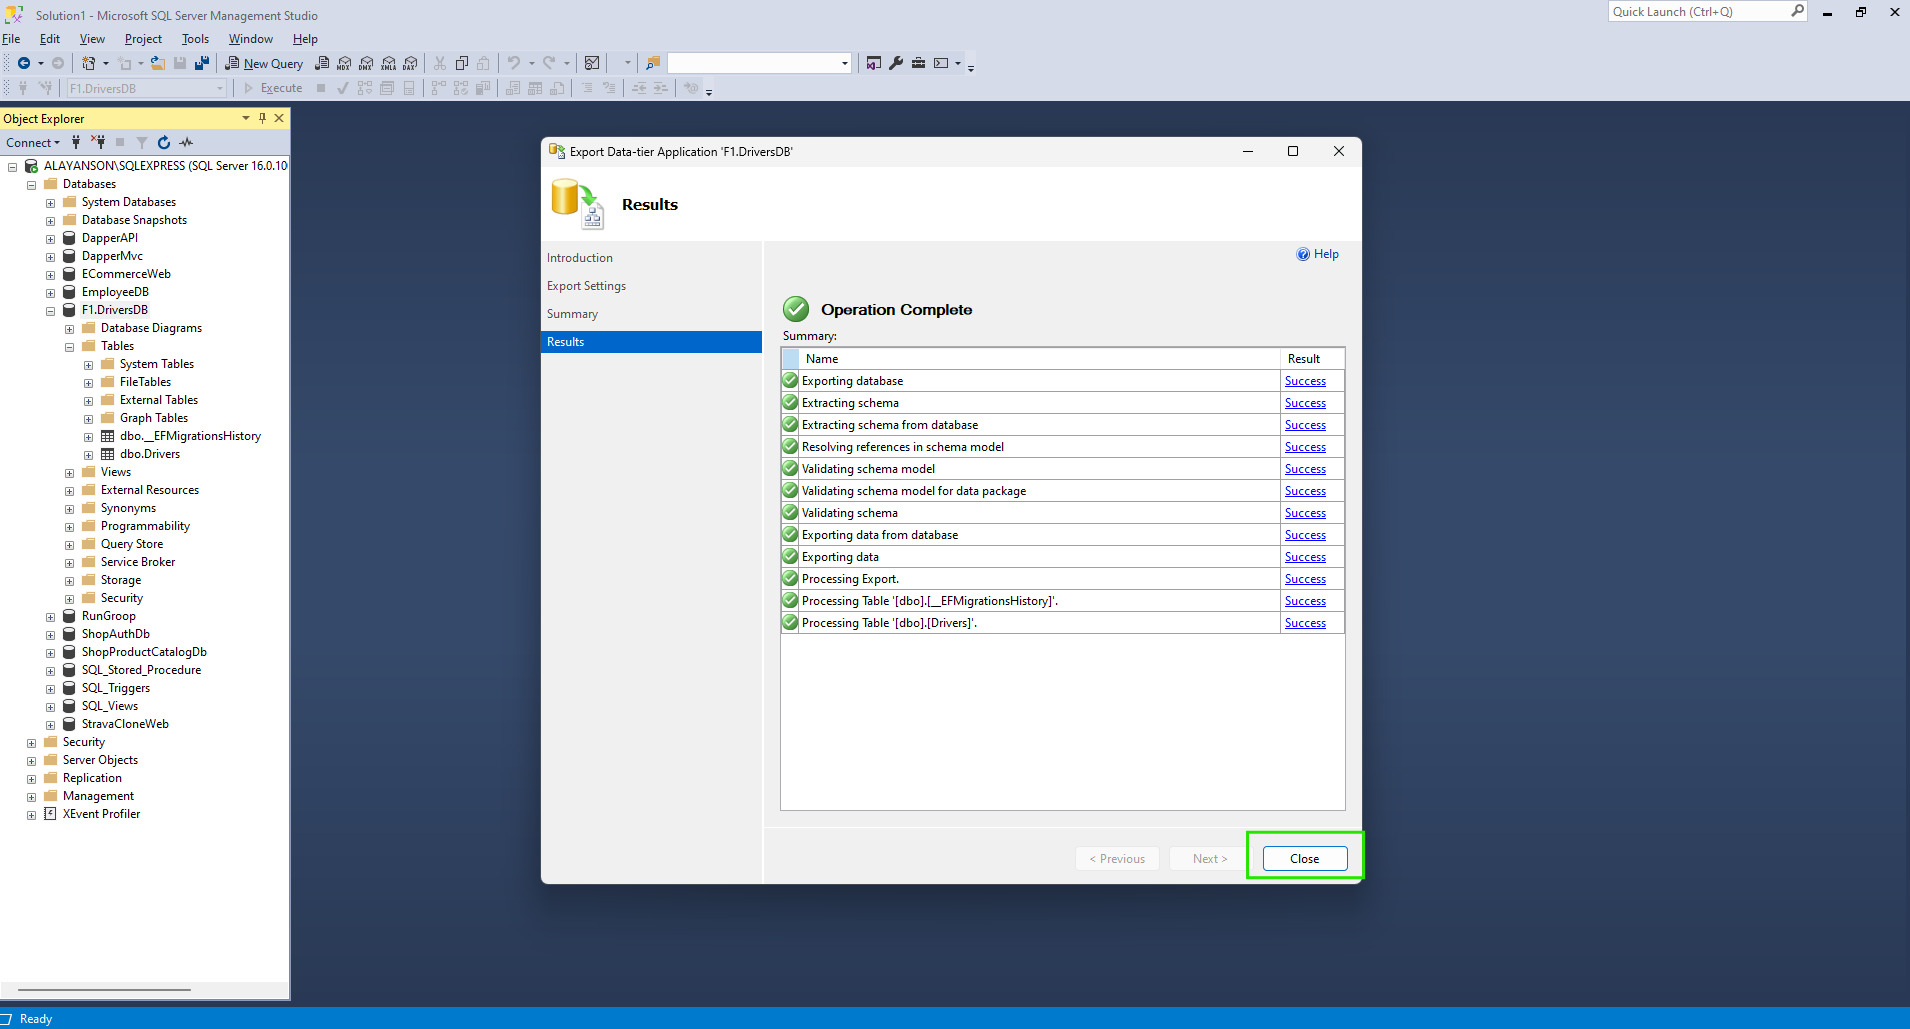 Solution1 - Microsoft SQL Server Management Studio
Quick Launch (Ctrl+Q)
File Edit View Project Tools Window Help
New Query
MDX DMX XMLA DAX
F1.DriversDB
Execute
Object Explorer
Connect
ALAYANSON\SQLEXPRESS (SQL Server 16.0.10
Databases
System Databases
Database Snapshots
DapperAPI
DapperMvc
ECommerceWeb
EmployeeDB
F1.DriversDB
Database Diagrams
Tables
System Tables
FileTables
External Tables
Graph Tables
dbo.__EFMigrationsHistory
dbo.Drivers
Views
External Resources
Synonyms
Programmability
Query Store
Service Broker
Storage
Security
RunGroop
ShopAuthDb
ShopProductCatalogDb
SQL_Stored_Procedure
SQL_Triggers
SQL_Views
StravaCloneWeb
Security
Server Objects
Replication
Management
XEvent Profiler
Export Data-tier Application 'F1.DriversDB'
Results
Introduction
Export Settings
Summary
Results
Help
Operation Complete
Summary:
Name Result
Exporting database Success
Extracting schema Success
Extracting schema from database Success
Resolving references in schema model Success
Validating schema model Success
Validating schema model for data package Success
Validating schema Success
Exporting data from database Success
Exporting data Success
Processing Export. Success
Processing Table '[dbo].[__EFMigrationsHistory]'. Success
Processing Table '[dbo].[Drivers]'. Success
< Previous Next > Close
Ready